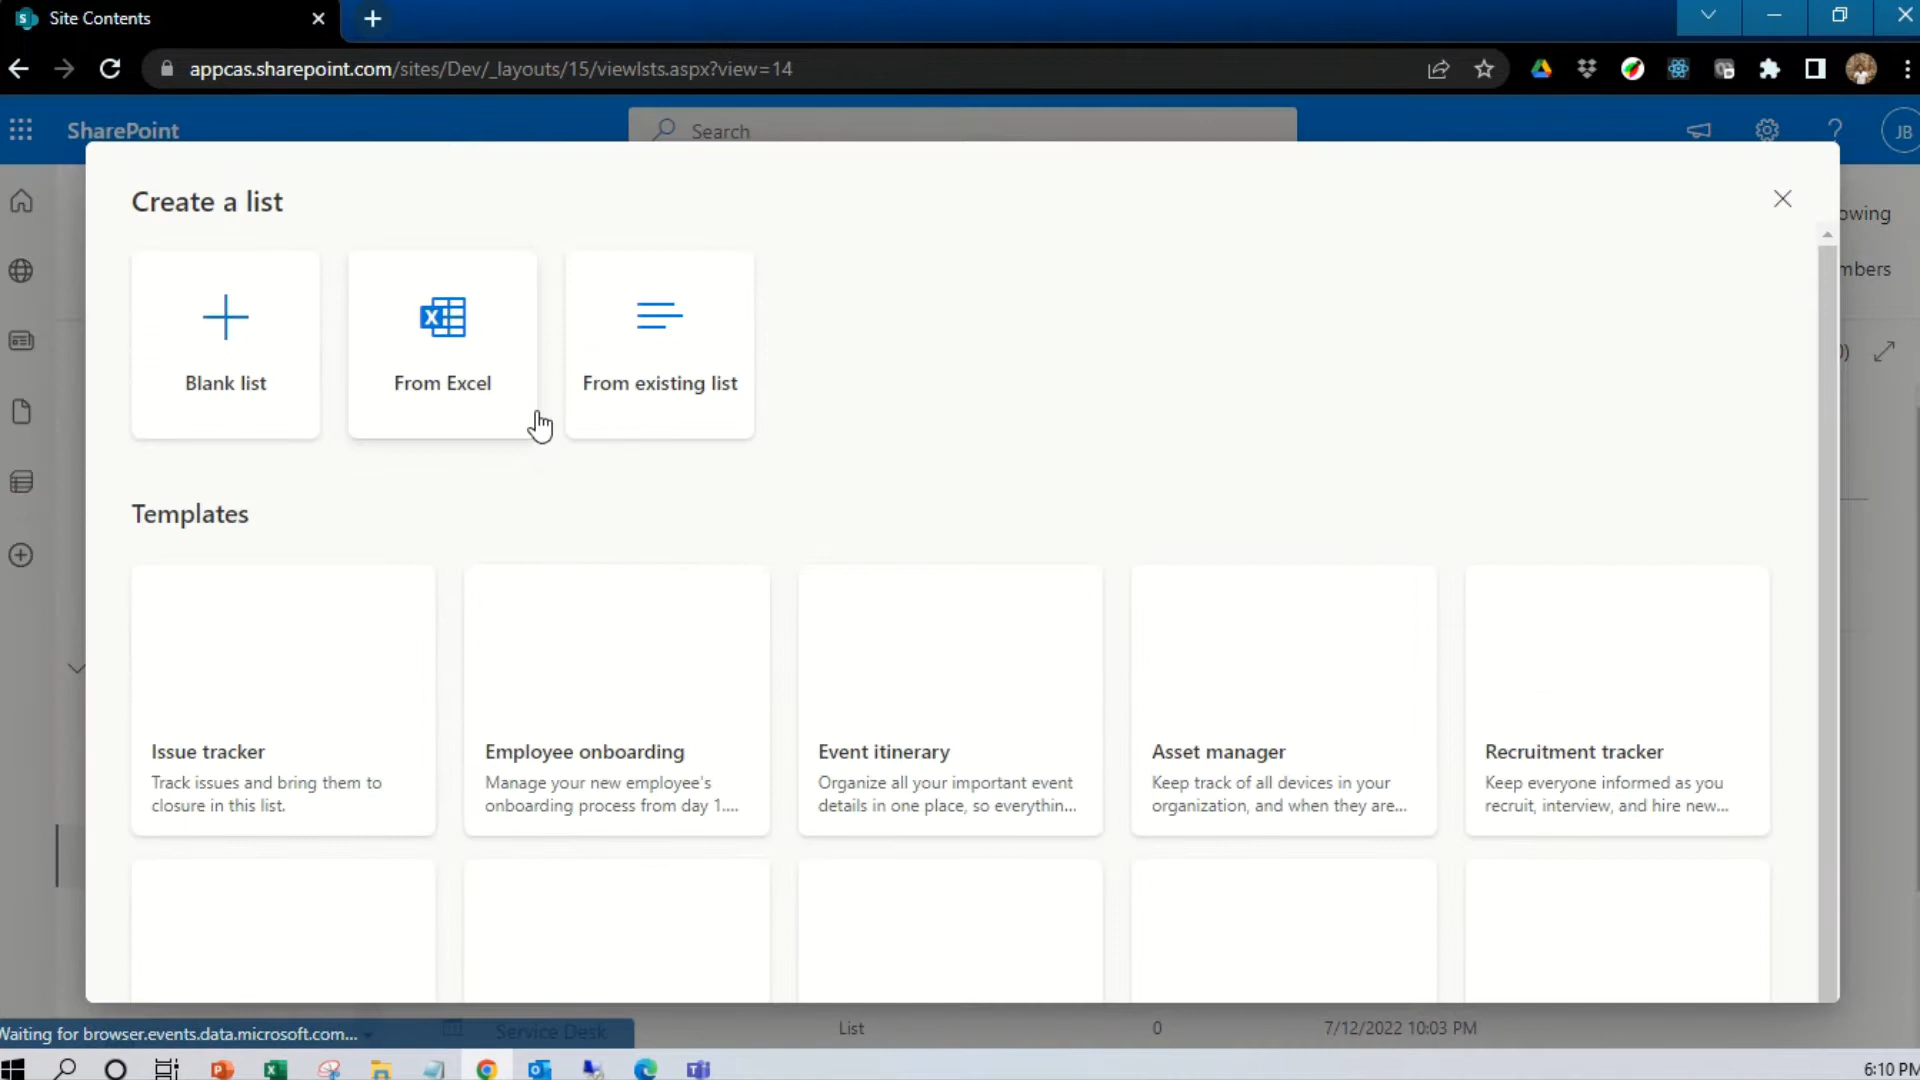 Site Contents
appcas.sharepoint.com/sites/Dev/_layouts/15/viewlsts.aspx?view=14
SharePoint
Search
JB
Create a list
owing
mbers
Blank list
From Excel
From existing list
Templates
Issue tracker
Track issues and bring them to
closure in this list.
Employee onboarding
Manage your new employee's
onboarding process from day 1....
Event itinerary
Organize all your important event
details in one place, so everythin...
Asset manager
Keep track of all devices in your
organization, and when they are...
Recruitment tracker
Keep everyone informed as you
recruit, interview, and hire new...
Waiting for browser.events.data.microsoft.com...
Service Desk
List
0
7/12/2022 10:03 PM
6:10 PM